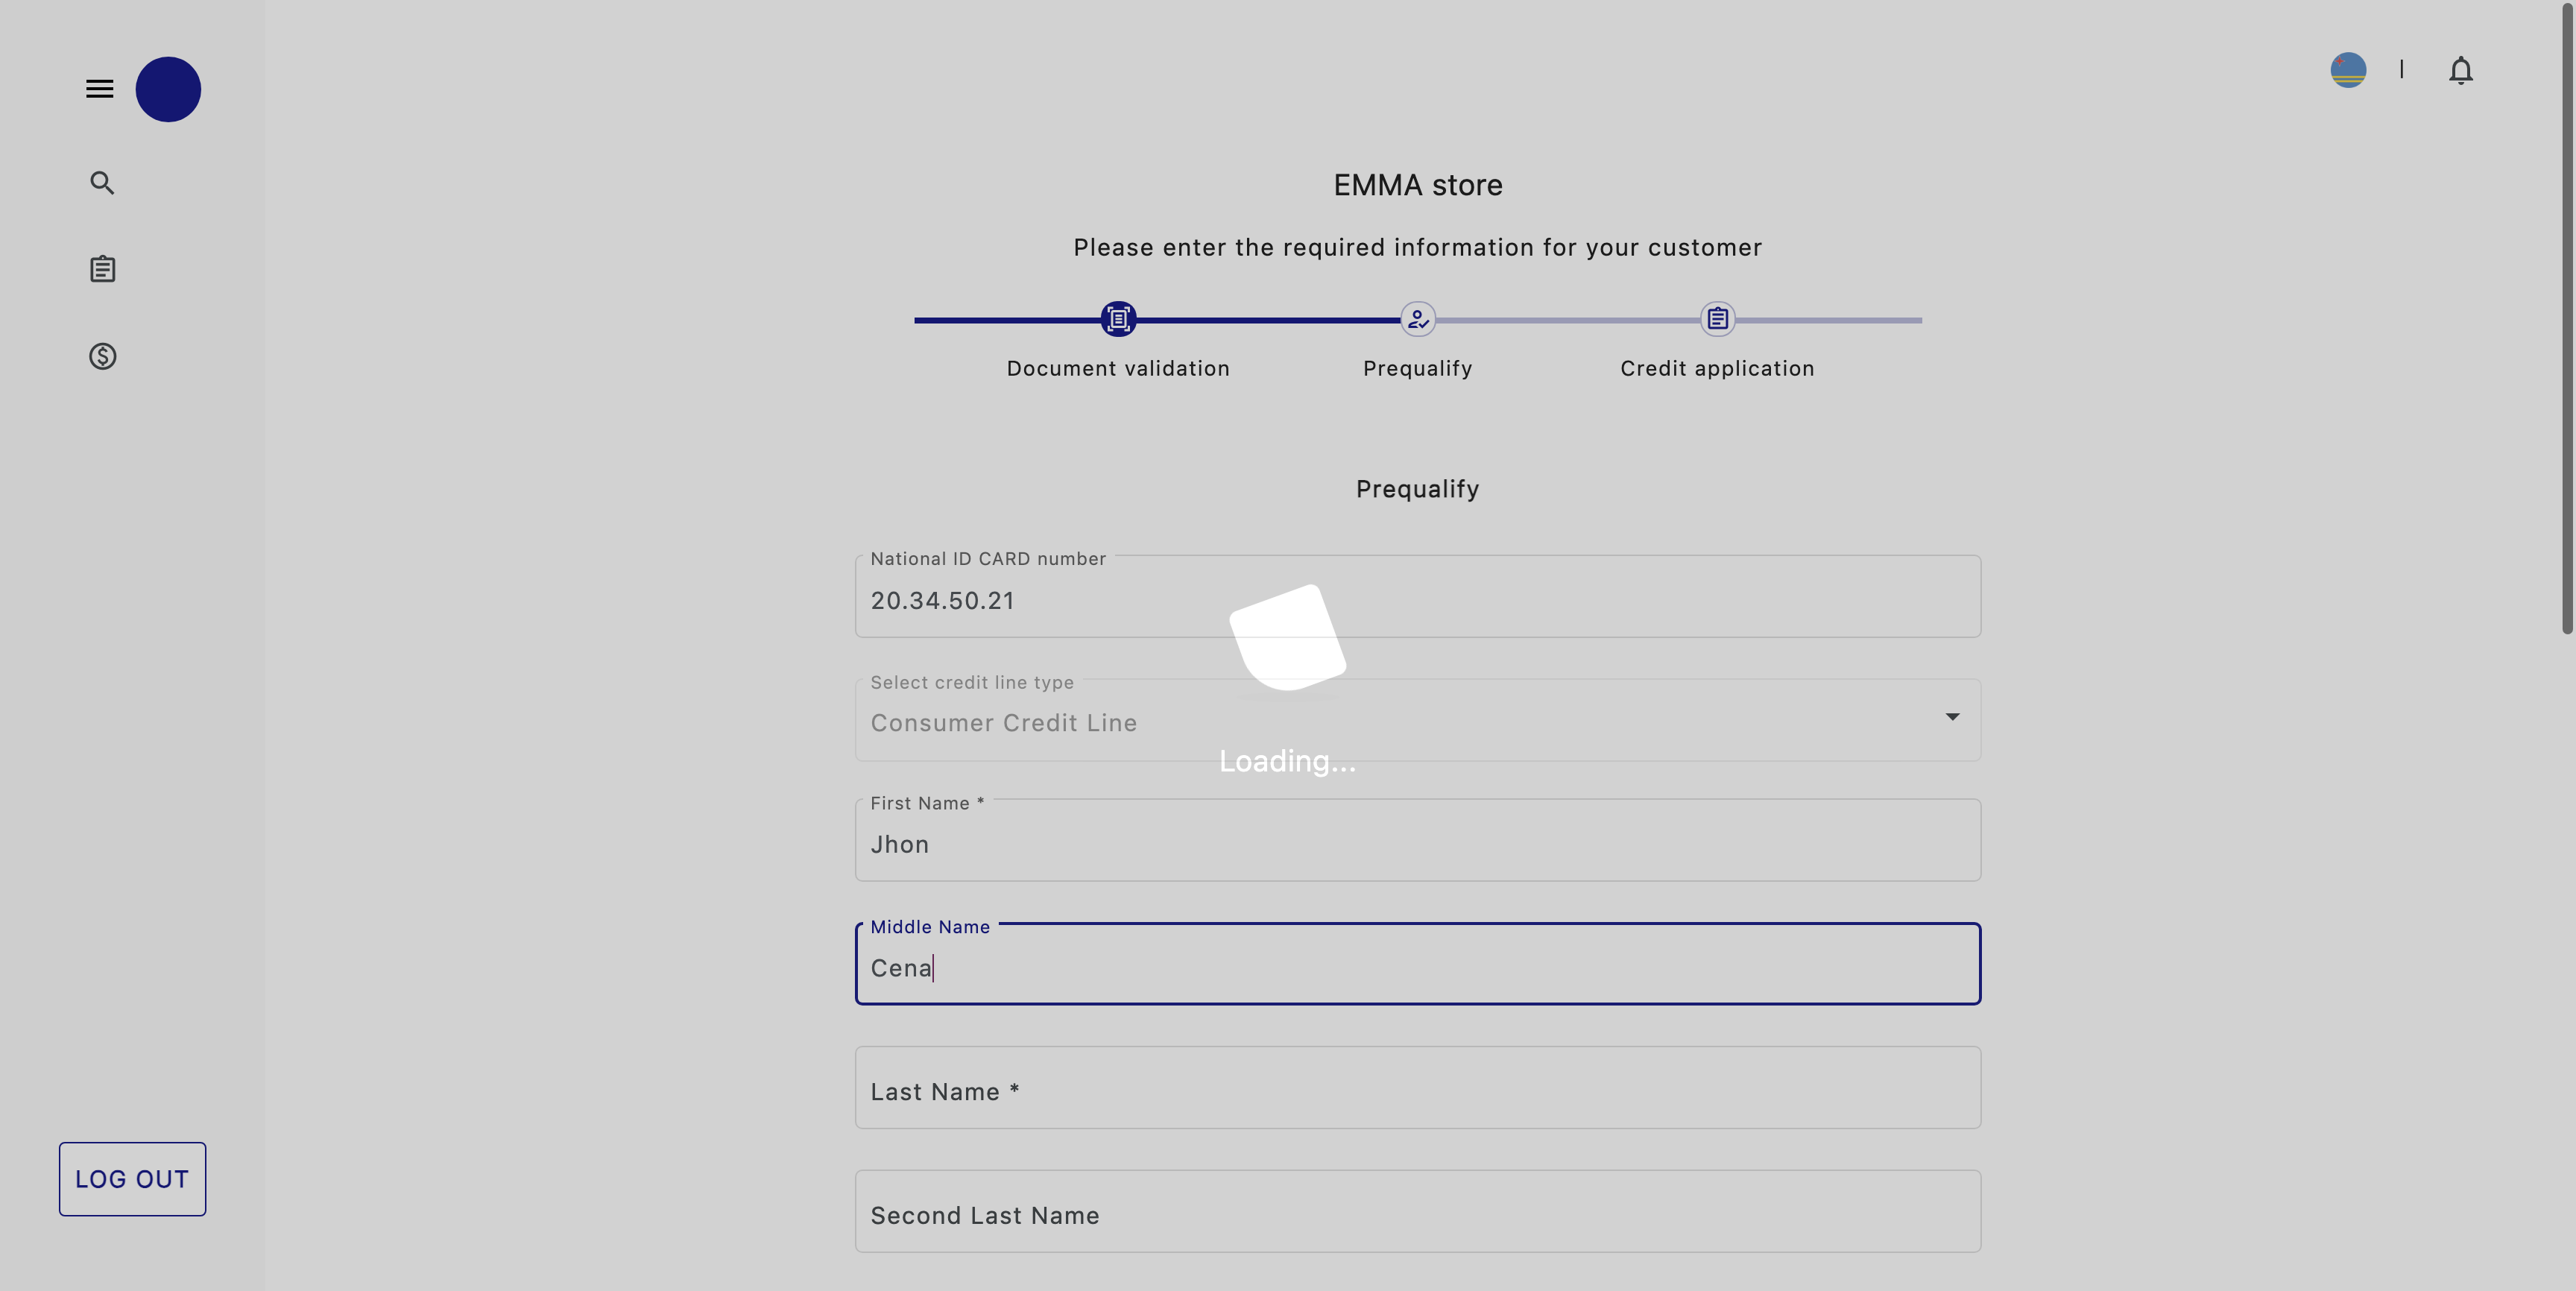 EMMA store
Please enter the required information for your customer
Document validation
Prequalify
Credit application
Prequalify
National ID CARD number
20.34.50.21
Select credit line type
Consumer Credit Line
Loading...
First Name *
Jhon
Middle Name
Cena
Last Name *
Second Last Name
LOG OUT